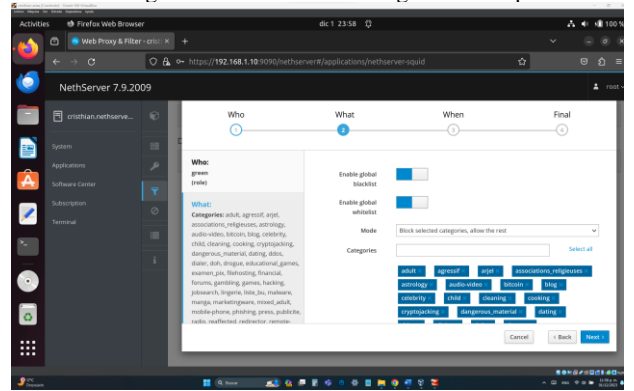 Activities
Firefox Web Browser
dic 1 23:58
100 %
Web Proxy & Filter - crist
https://192.168.1.10:9090/nethserver#/applications/nethserver-squid
NethServer 7.9.2009
root
cristhian.nethserve...
System
Applications
Software Center
Subscription
Terminal
Who
What
When
Final
1
2
3
4
Who:
green
(role)
What:
Categories: adult, agressif, arjel,
associations_religieuses, astrology,
audio-video, bitcoin, blog, celebrity,
child, cleaning, cooking, cryptojacking,
dangerous_material, dating, ddos,
dialer, doh, drogue, educational_games,
examen_pix, filehosting, financial,
forums, gambling, games, hacking,
jobsearch, lingerie, liste_bu, malware,
manga, marketingware, mixed_adult,
mobile-phone, phishing, press, publicite,
radio, reaffected, redirector, remote-
Enable global
blacklist
Enable global
whitelist
Mode
Block selected categories, allow the rest
Categories
Select all
adult
agressif
arjel
associations_religieuses
astrology
audio-video
bitcoin
blog
celebrity
child
cleaning
cooking
cryptojacking
dangerous_material
dating
Cancel
< Back
Next >